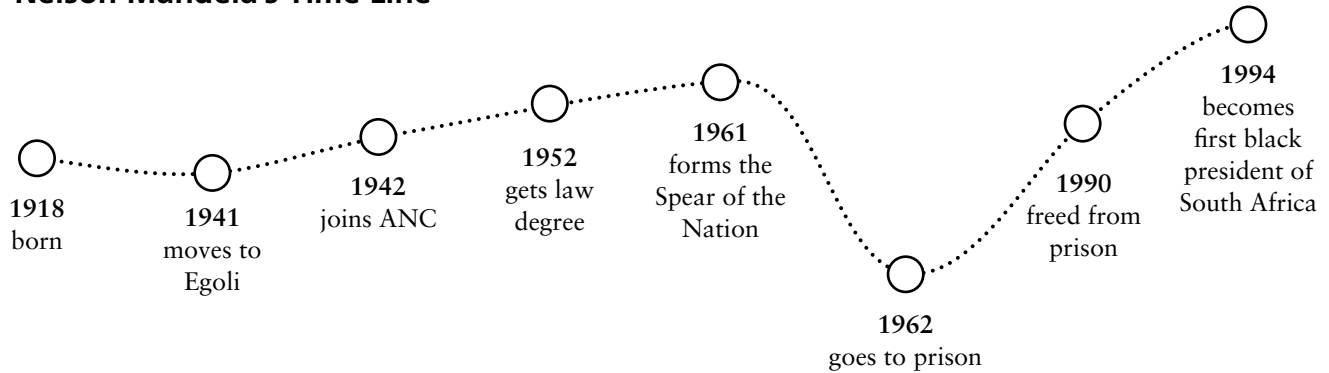 Nelson Mandela's Time Line
1918
born
1941
moves to
Egoli
1942
joins ANC
1952
gets law
degree
1961
forms the
Spear of the
Nation
1962
goes to prison
1990
freed from
prison
1994
becomes
first black
president of
South Africa